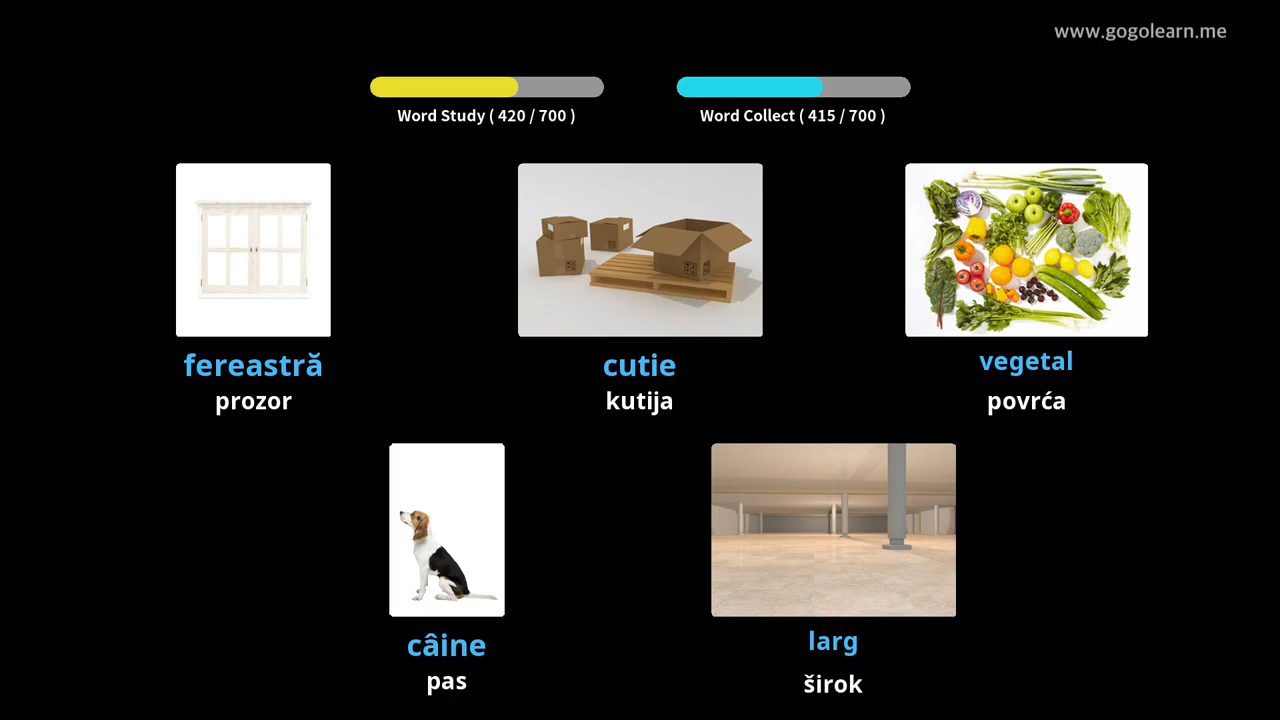 www.gogolearn.me
Word Study ( 420 / 700 )
Word Collect ( 415 / 700 )
fereastră
prozor
cutie
kutija
vegetal
povrća
câine
pas
larg
širok